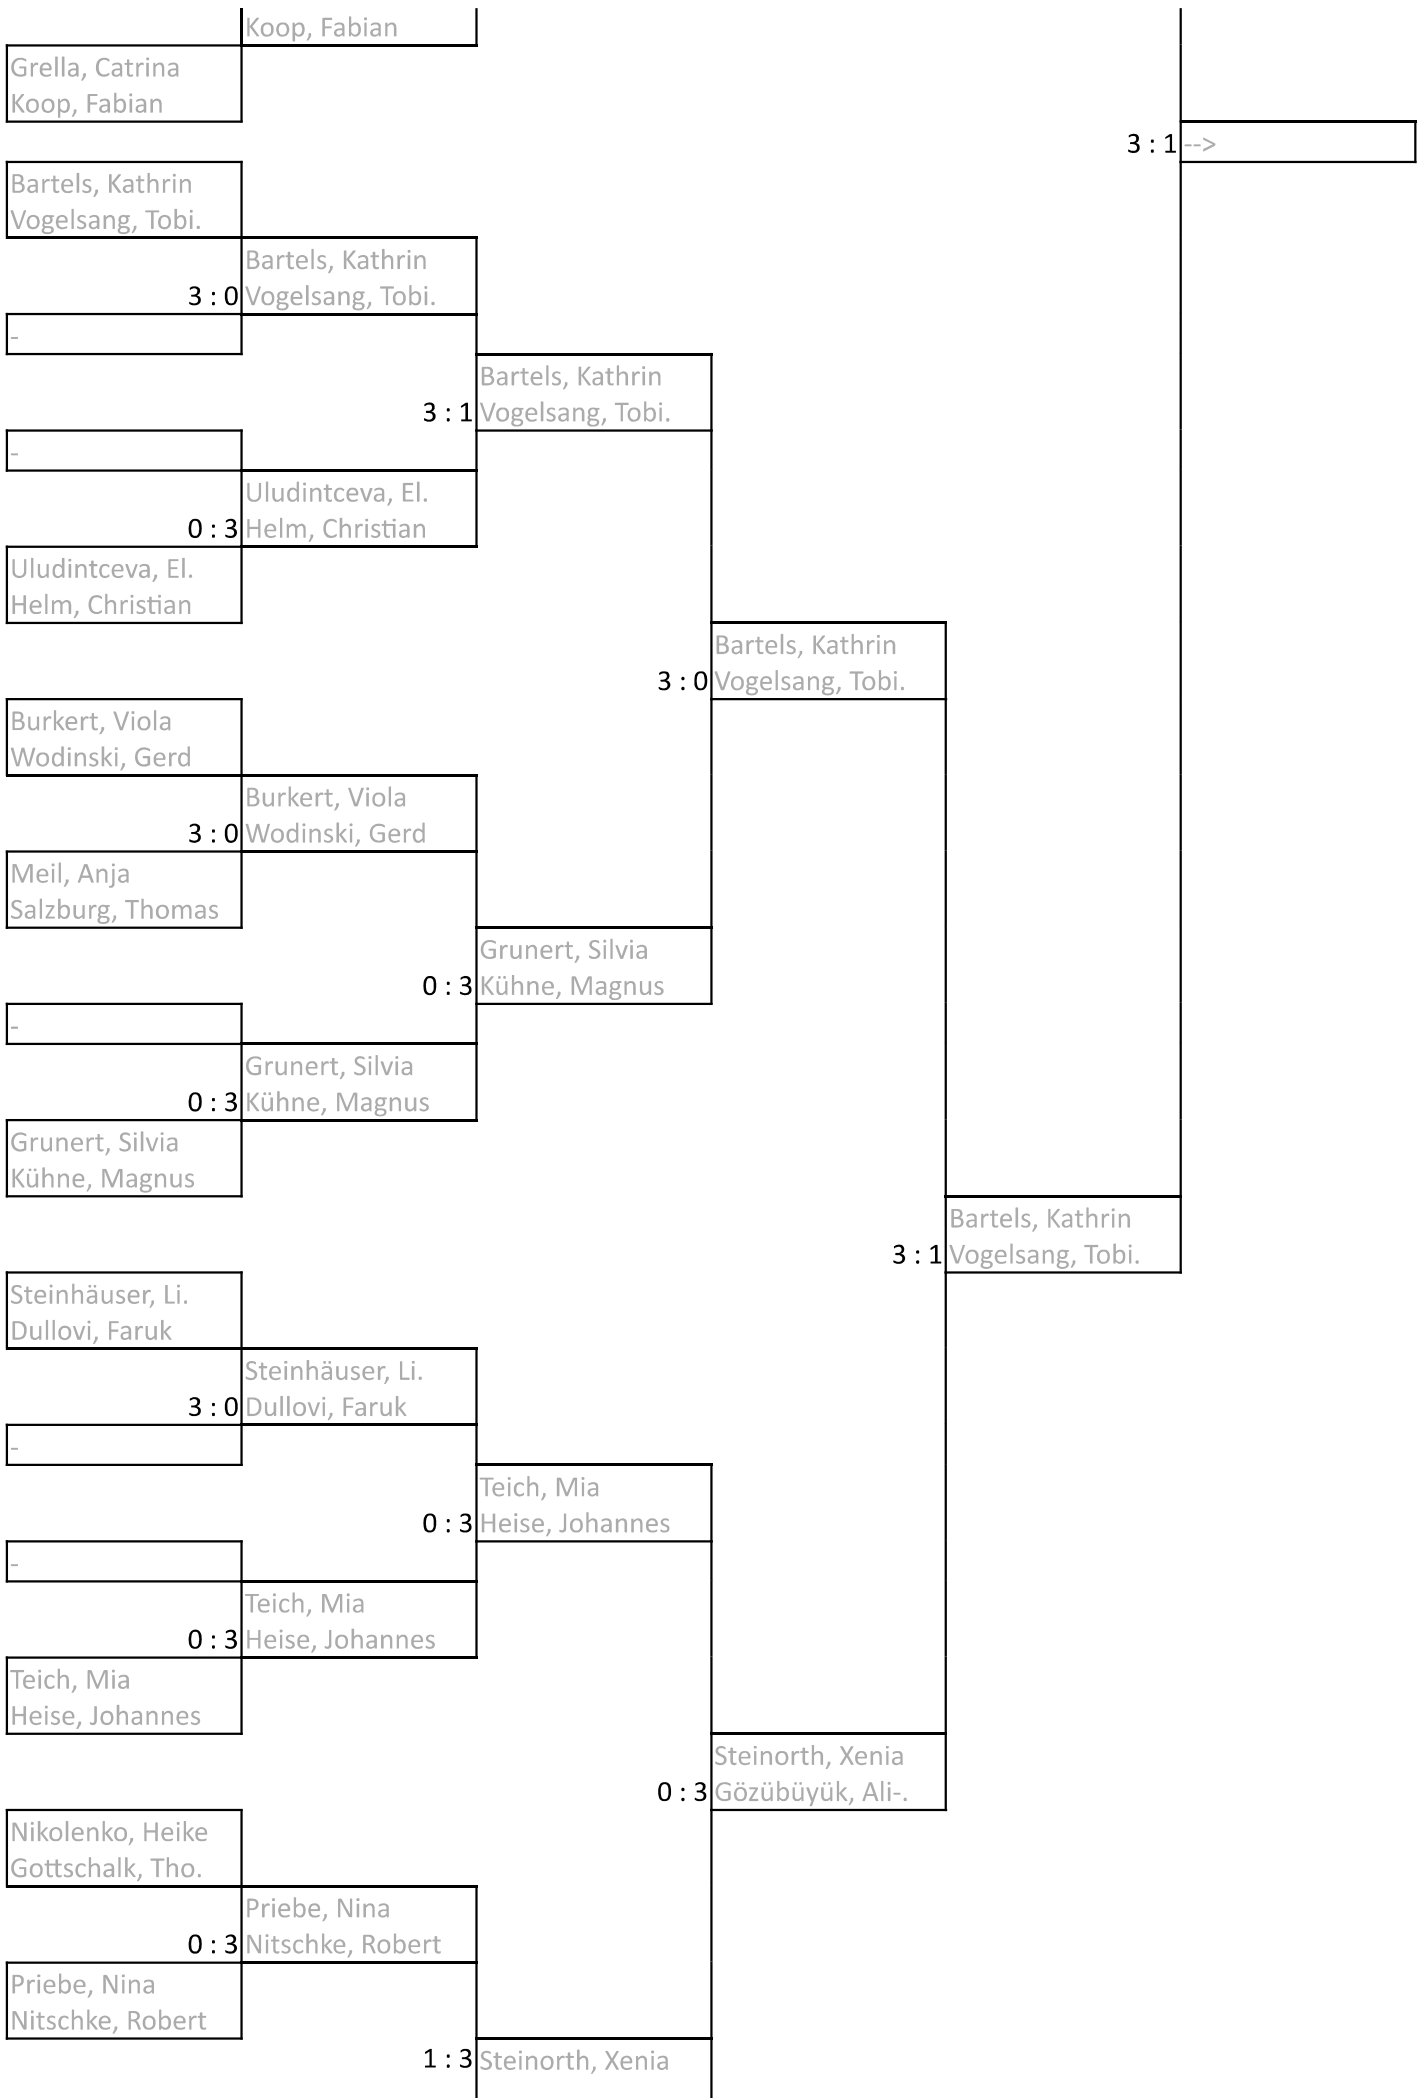 Koop, Fabian
Grella, Catrina
Koop, Fabian
3 : 1 -->
Bartels, Kathrin
Vogelsang, Tobi.
Bartels, Kathrin
3 : 0 Vogelsang, Tobi.
-
Bartels, Kathrin
3 : 1 Vogelsang, Tobi.
-
Uludintceva, El.
0 : 3 Helm, Christian
Uludintceva, El.
Helm, Christian
Bartels, Kathrin
3 : 0 Vogelsang, Tobi.
Burkert, Viola
Wodinski, Gerd
Burkert, Viola
3 : 0 Wodinski, Gerd
Meil, Anja
Salzburg, Thomas
Grunert, Silvia
0 : 3 Kühne, Magnus
-
Grunert, Silvia
0 : 3 Kühne, Magnus
Grunert, Silvia
Kühne, Magnus
Bartels, Kathrin
3 : 1 Vogelsang, Tobi.
Steinhäuser, Li.
Dullovi, Faruk
Steinhäuser, Li.
3 : 0 Dullovi, Faruk
-
Teich, Mia
0 : 3 Heise, Johannes
-
Teich, Mia
0 : 3 Heise, Johannes
Teich, Mia
Heise, Johannes
Steinorth, Xenia
0 : 3 Gözübüyük, Ali-.
Nikolenko, Heike
Gottschalk, Tho.
Priebe, Nina
0 : 3 Nitschke, Robert
Priebe, Nina
Nitschke, Robert
1 : 3 Steinorth, Xenia